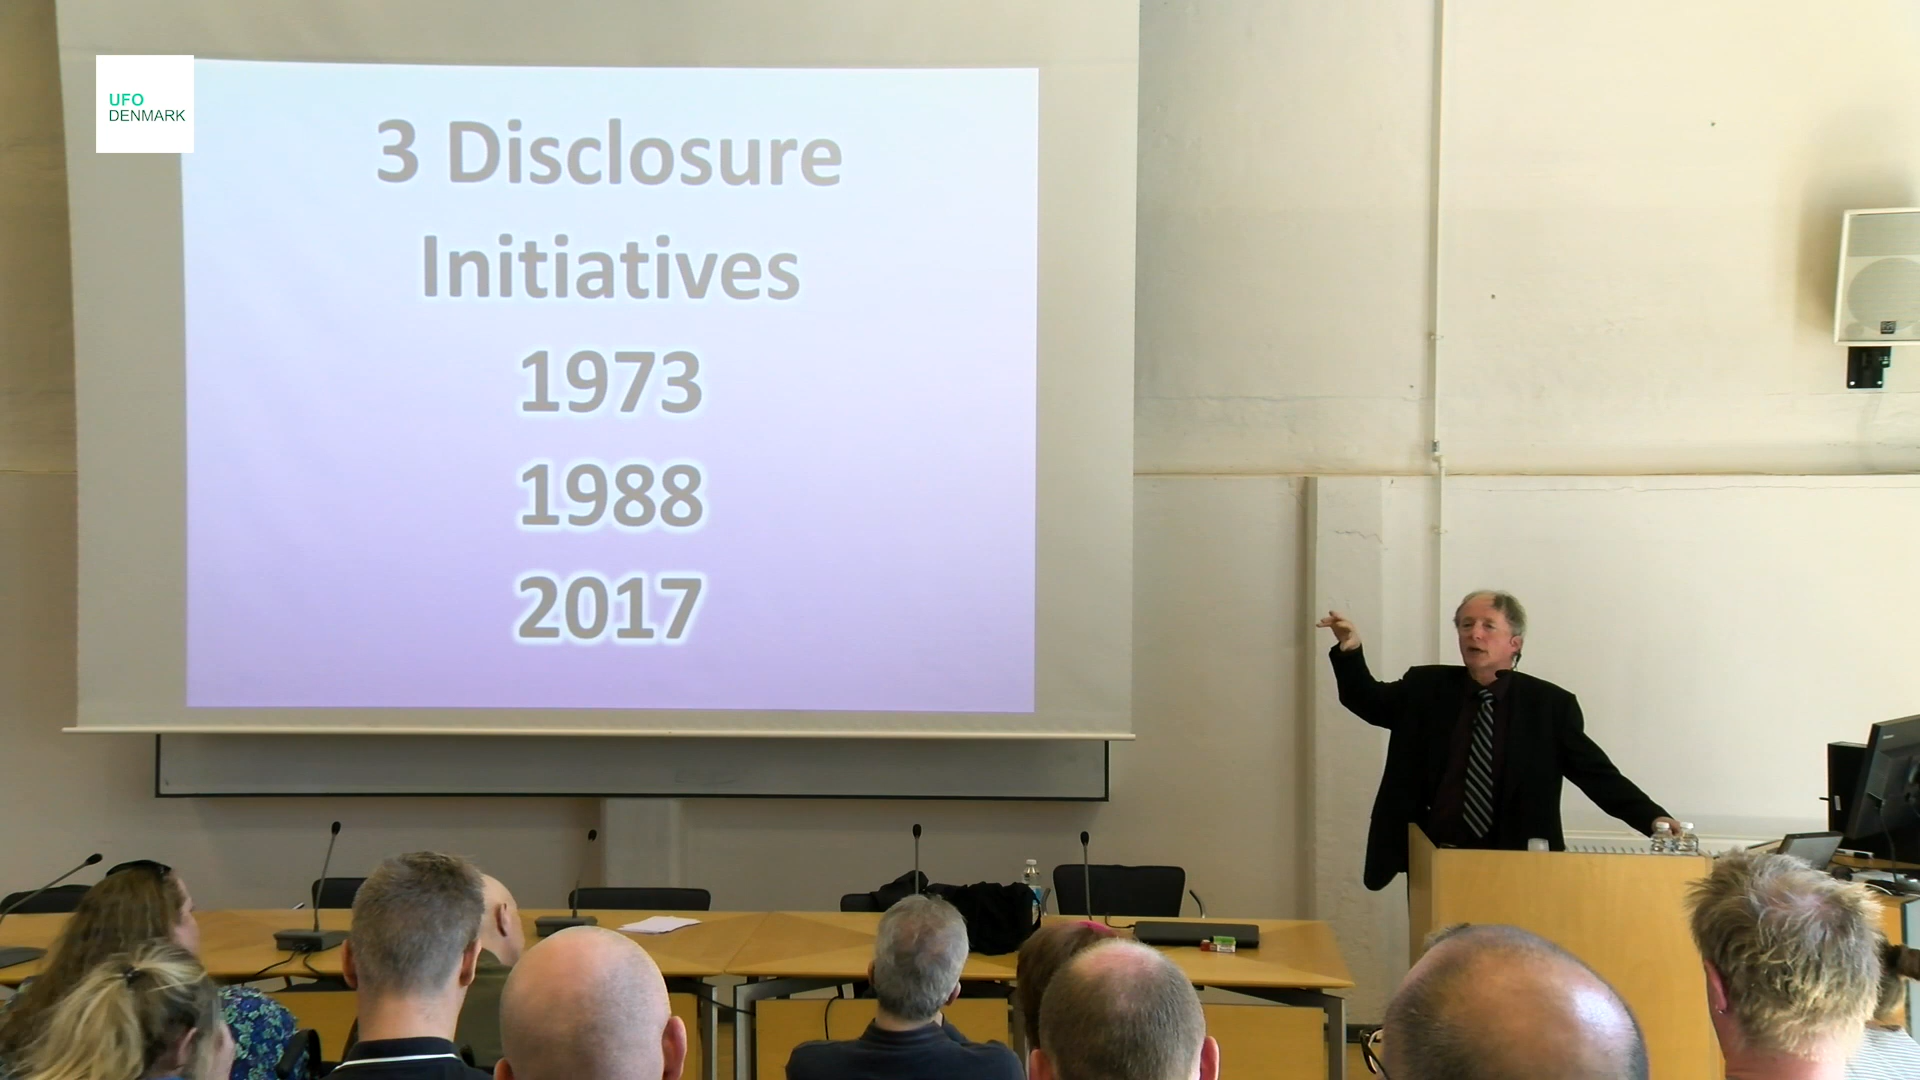 UFO
DENMARK
3 Disclosure
Initiatives
1973
1988
2017